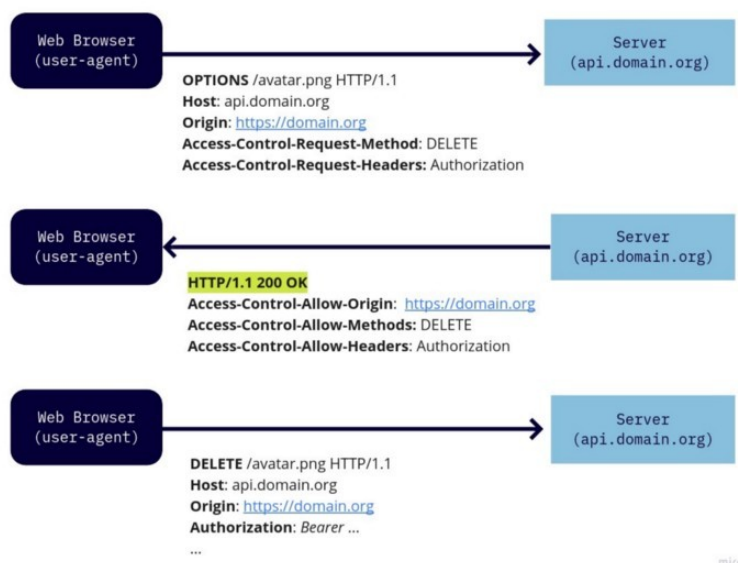 Web Browser
(user-agent)
Server
(api.domain.org)
OPTIONS /avatar.png HTTP/1.1
Host: api.domain.org
Origin: https://domain.org
Access-Control-Request-Method: DELETE
Access-Control-Request-Headers: Authorization
Web Browser
(user-agent)
Server
(api.domain.org)
HTTP/1.1 200 OK
Access-Control-Allow-Origin: https://domain.org
Access-Control-Allow-Methods: DELETE
Access-Control-Allow-Headers: Authorization
Web Browser
(user-agent)
Server
(api.domain.org)
DELETE /avatar.png HTTP/1.1
Host: api.domain.org
Origin: https://domain.org
Authorization: Bearer ...
...